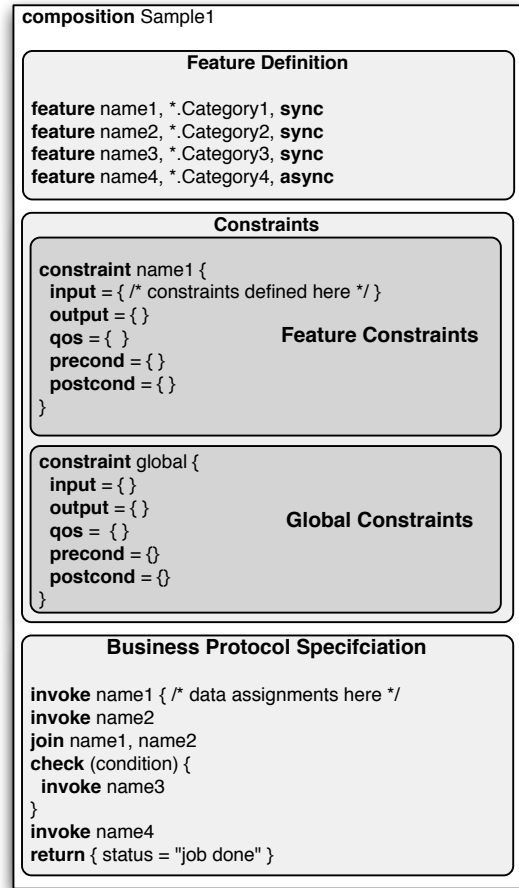 composition Sample1
Feature Definition
feature name1, *.Category1, sync
feature name2, *.Category2, sync
feature name3, *.Category3, sync
feature name4, *.Category4, async
Constraints
constraint name1 {
input = { /* constraints defined here */ }
output = { }
qos = { }
precond = { }
postcond = { }
}
Feature Constraints
constraint global {
input = { }
output = { }
qos = { }
precond = {}
postcond = {}
}
Global Constraints
Business Protocol Specifciation
invoke name1 { /* data assignments here */
invoke name2
join name1, name2
check (condition) {
invoke name3
}
invoke name4
return { status = "job done" }